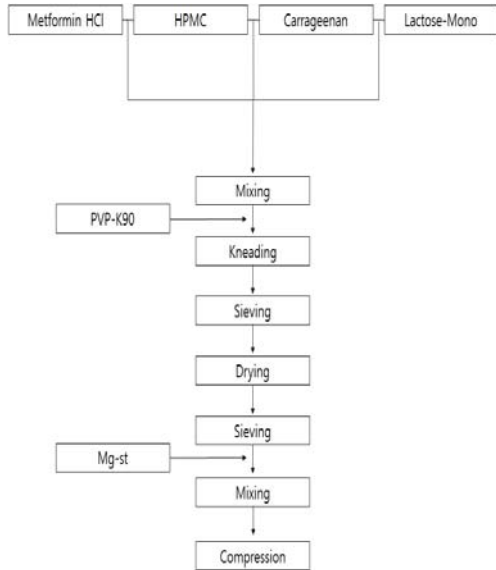 Metformin HCl
HPMC
Carrageenan
Lactose-Mono
Mixing
PVP-K90
Kneading
Sieving
Drying
Sieving
Mg-st
Mixing
Compression